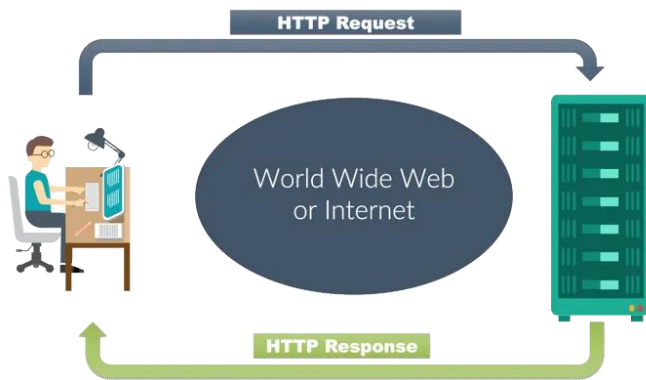 HTTP Request
World Wide Web
or Internet
HTTP Response